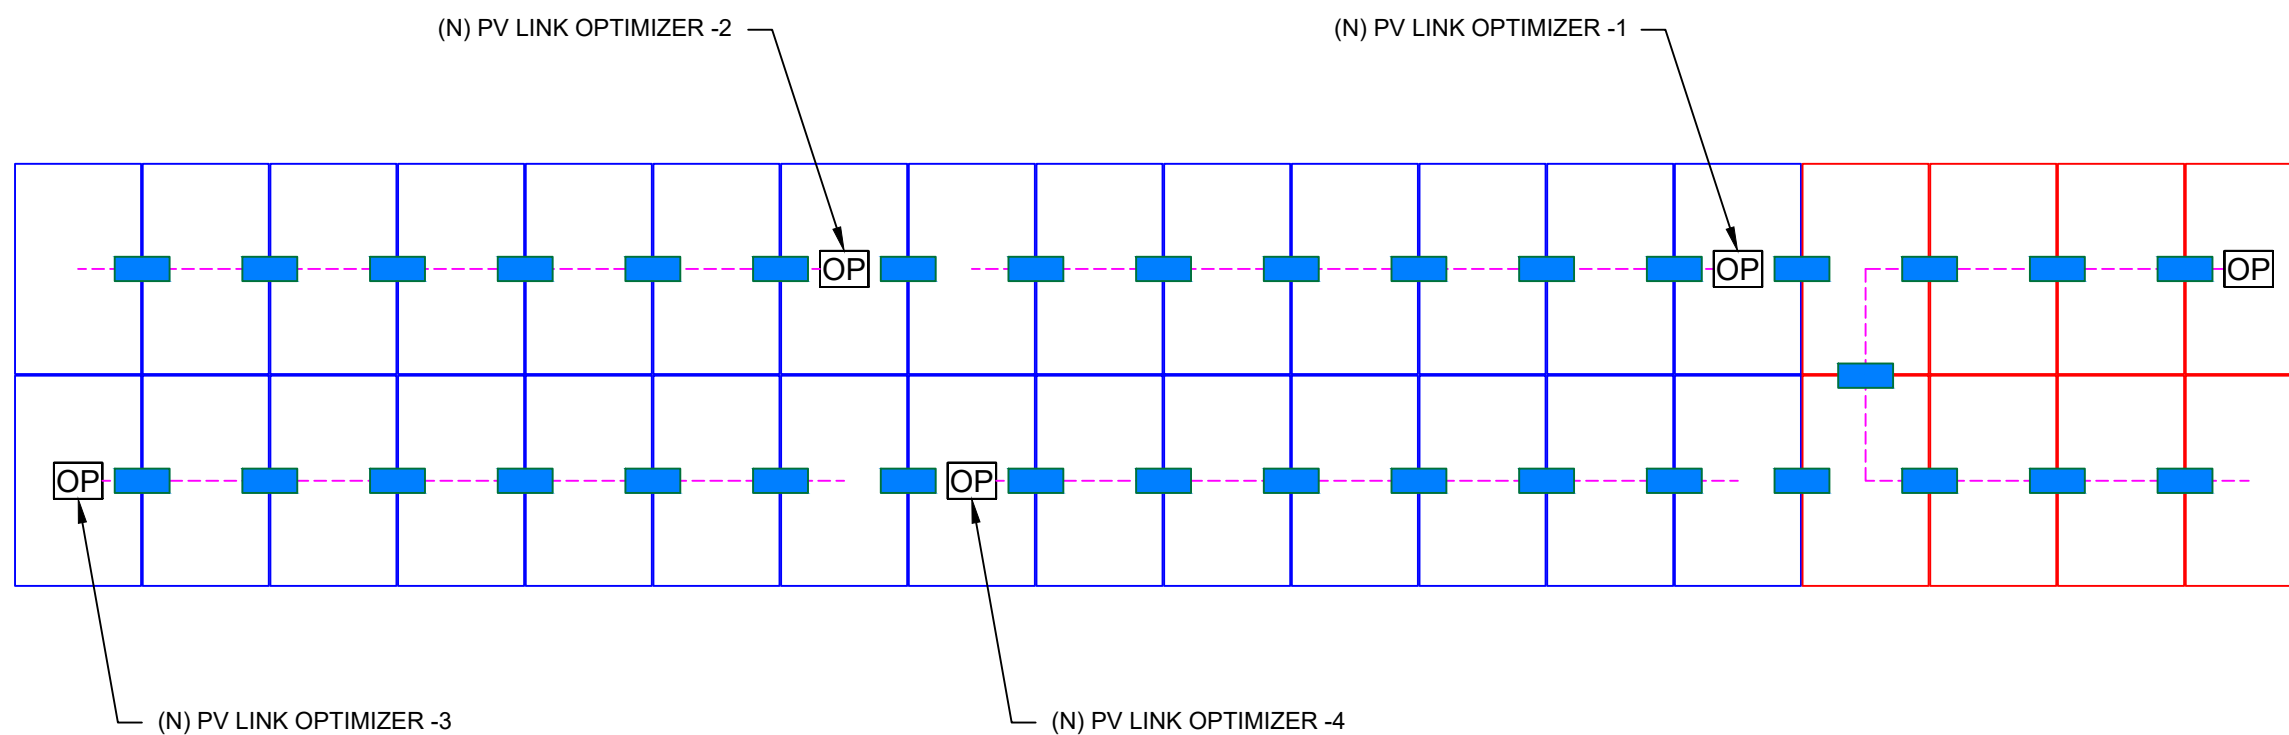 (N) PV LINK OPTIMIZER -2
(N) PV LINK OPTIMIZER -1
OP
OP
OP
OP
OP
(N) PV LINK OPTIMIZER -3
(N) PV LINK OPTIMIZER -4